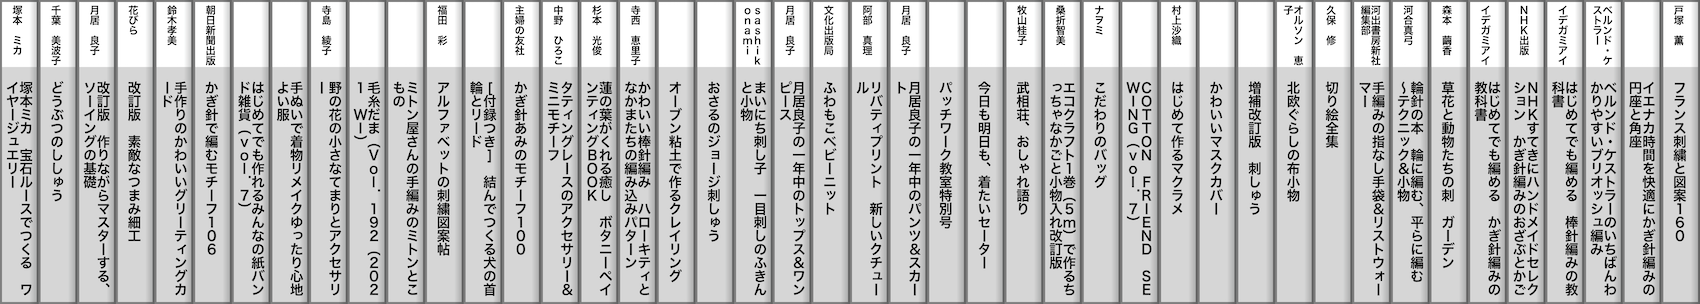 戸塚 薫
フランス刺繍と図案160
イエナカ時間を快適にかぎ針編みの
円座と角座
ベルンド・ケ
ストラー
ベルンド・ケストラーのいちばんわ
かりやすいブリオッシュ編み
イデガミアイ
はじめてでも編める 棒針編みの教
科書
NHK出版
NHKすてきにハンドメイドセレク
ション かぎ針編みのおざぶとかご
イデガミアイ
はじめてでも編める かぎ針編みの
教科書
森本 繭香
草花と動物たちの刺 ガーデン
河合真弓
輪針の本 輪に編む、平らに編む
〜テクニック&小物
河出書房新社
編集部
手編みの指なし手袋&リストウォー
マー
久保 修
切り絵全集
オルソン 恵
子
北欧ぐらしの布小物
増補改訂版 刺しゅう
かわいいマスクカバー
村上沙織
はじめて作るマクラメ
COTTON FRIEND SE
WING(vol.7)
ナヲミ
こだわりのバッグ
桑折智美
エコクラフト1巻(5m)で作るち
っちゃなかごと小物入れ改訂版
牧山桂子
武相荘、おしゃれ語り
今日も明日も、着たいセーター
パッチワーク教室特別号
月居 良子
月居良子の一年中のパンツ&スカー
ト
阿部 真理
リバティプリント 新しいクチュー
ル
文化出版局
ふわもこベビーニット
月居 良子
月居良子の一年中のトップス&ワン
ピース
sashik
onami
まいにち刺し子 一目刺しのふきん
と小物
おさるのジョージ刺しゅう
オーブン粘土で作るクレイリング
寺西 恵里子
かわいい棒針編み ハローキティと
なかまたちの編み込みパターン
杉本 光俊
蓮の葉がくれる癒し ボタニーペイ
ンティングBOOK
中野 ひろこ
タティングレースのアクセサリー&
ミニモチーフ
主婦の友社
かぎ針あみのモチーフ100
[付録つき] 結んでつくる犬の首
輪とリード
福田 彩
アルファベットの刺繍図案帖
ミトン屋さんの手編みのミトンとこ
もの
毛糸だま(Vol.192(202
1 WI)
寺島 綾子
野の花の小さなてまりとアクセサリ
ー
手ぬいで着物リメイクゆったり心地
よい服
はじめてでも作れるみんなの紙バン
ド雑貨(vol.7)
朝日新聞出版
かぎ針で編むモチーフ106
鈴木孝美
手作りのかわいいグリーティングカ
ード
花びら
改訂版 素敵なつまみ細工
月居 良子
改訂版 作りながらマスターする、
ソーイングの基礎
千葉 美波子
どうぶつのししゅう
塚本 ミカ
塚本ミカ 宝石ルースでつくる ワ
イヤージュエリー